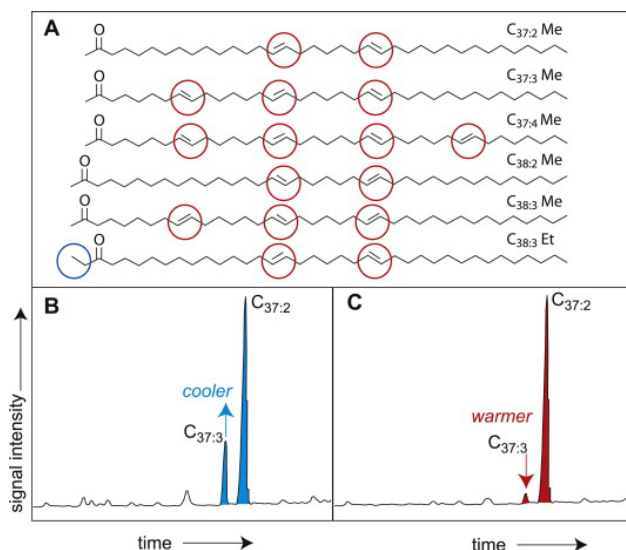 A
O
C37:2 Me
O
C37:3 Me
O
C37:4 Me
O
C38:2 Me
O
C38:3 Me
O
C38:3 Et
B
C37:2
cooler
C37:3
C
C37:2
warmer
C37:3
signal intensity
time
time